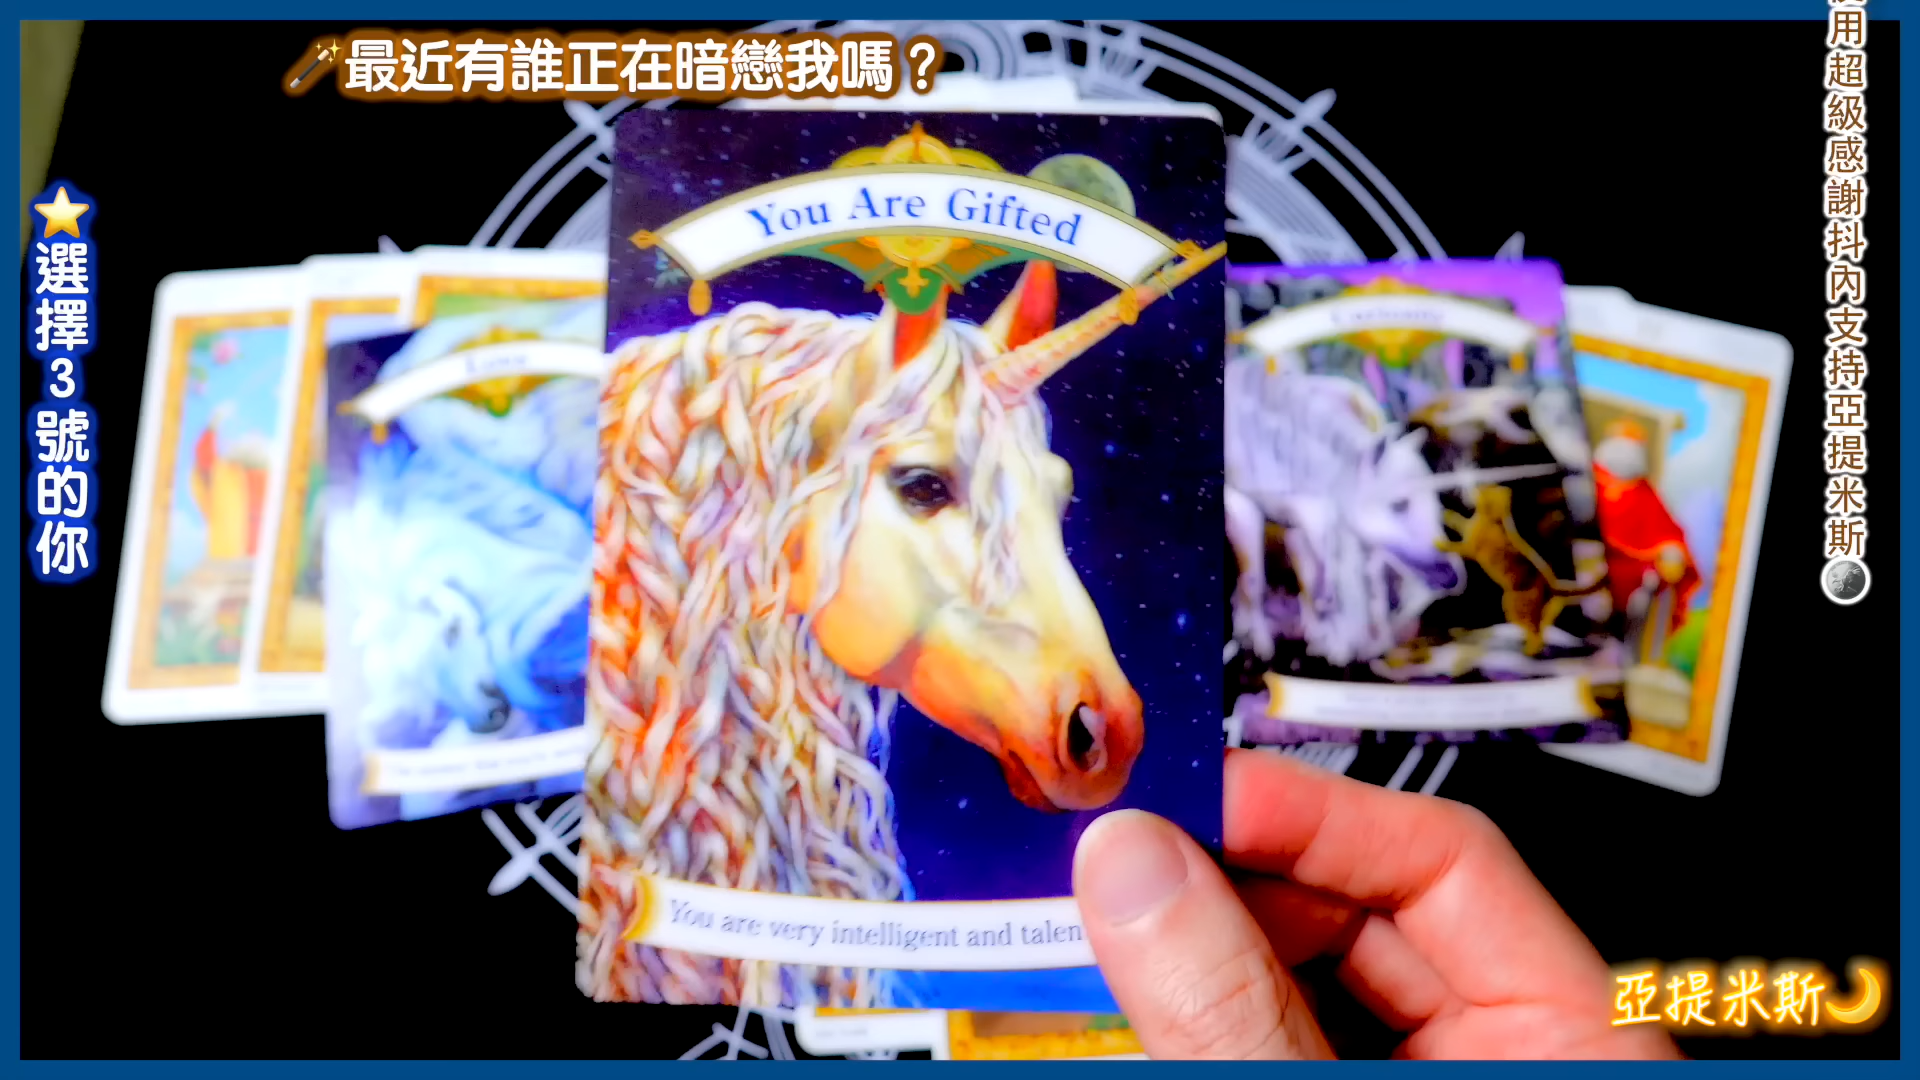 最近有誰正在暗戀我嗎？
⭐選擇3號的你
用超級感謝抖內支持亞提米斯
You Are Gifted
Love
Curiosity
You are very intelligent and talen
亞提米斯